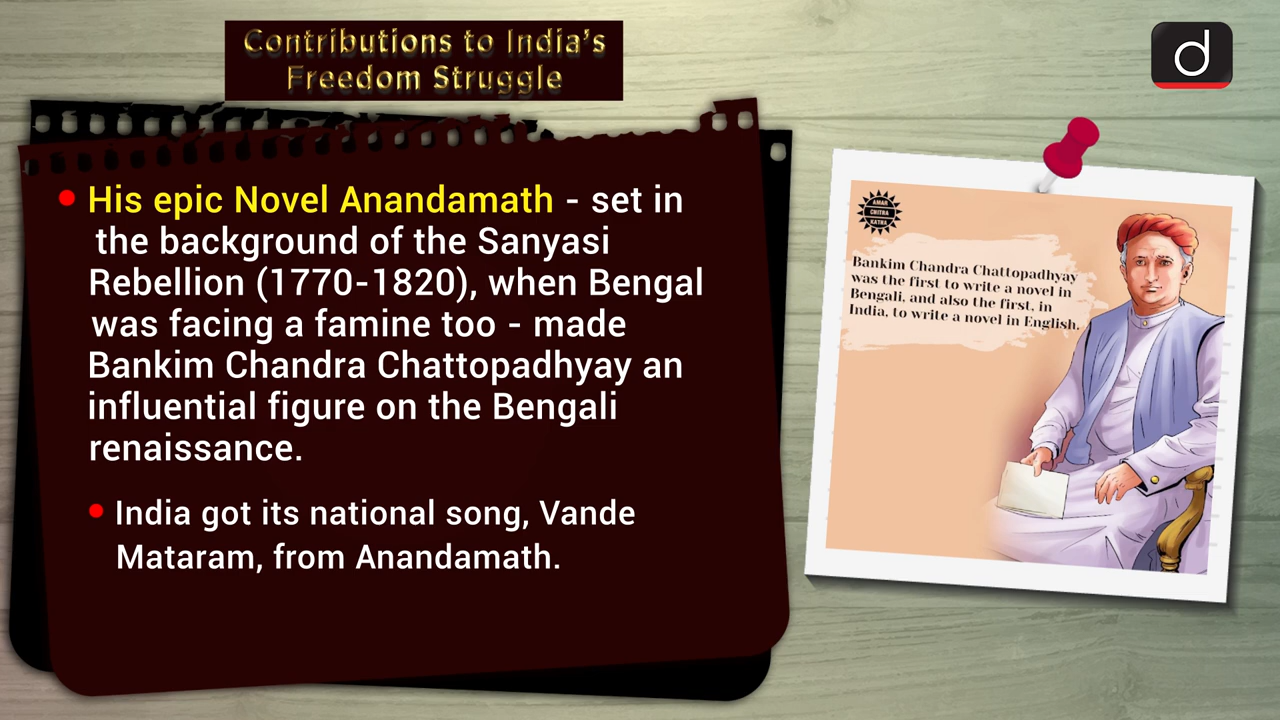 Contributions to India's
Freedom Struggle
d
• His epic Novel Anandamath - set in
the background of the Sanyasi
Rebellion (1770-1820), when Bengal
was facing a famine too - made
Bankim Chandra Chattopadhyay an
influential figure on the Bengali
renaissance.
• India got its national song, Vande
Mataram, from Anandamath.
AMAR
CHITRA
KATHA
Bankim Chandra Chattopadhyay
was the first to write a novel in
Bengali, and also the first, in
India, to write a novel in English.